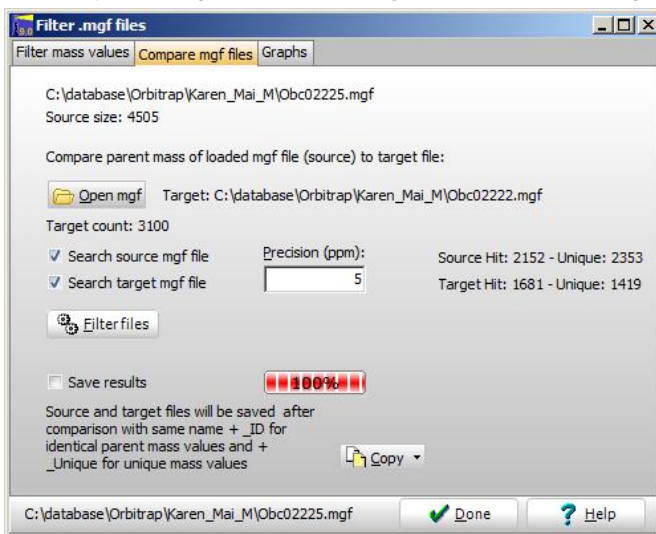 9.0 Filter .mgf files
Filter mass values Compare mgf files Graphs
C:\database\Orbitrap\Karen_Mai_M\Obc02225.mgf
Source size: 4505
Compare parent mass of loaded mgf file (source) to target file:
Open mgf Target: C:\database\Orbitrap\Karen_Mai_M\Obc02222.mgf
Target count: 3100
Search source mgf file Precision (ppm): Source Hit: 2152 - Unique: 2353
Search target mgf file 5 Target Hit: 1681 - Unique: 1419
Filter files
Save results 100%
Source and target files will be saved after
comparison with same name + _ID for
identical parent mass values and +
_Unique for unique mass values
Copy
C:\database\Orbitrap\Karen_Mai_M\Obc02225.mgf Done ? Help